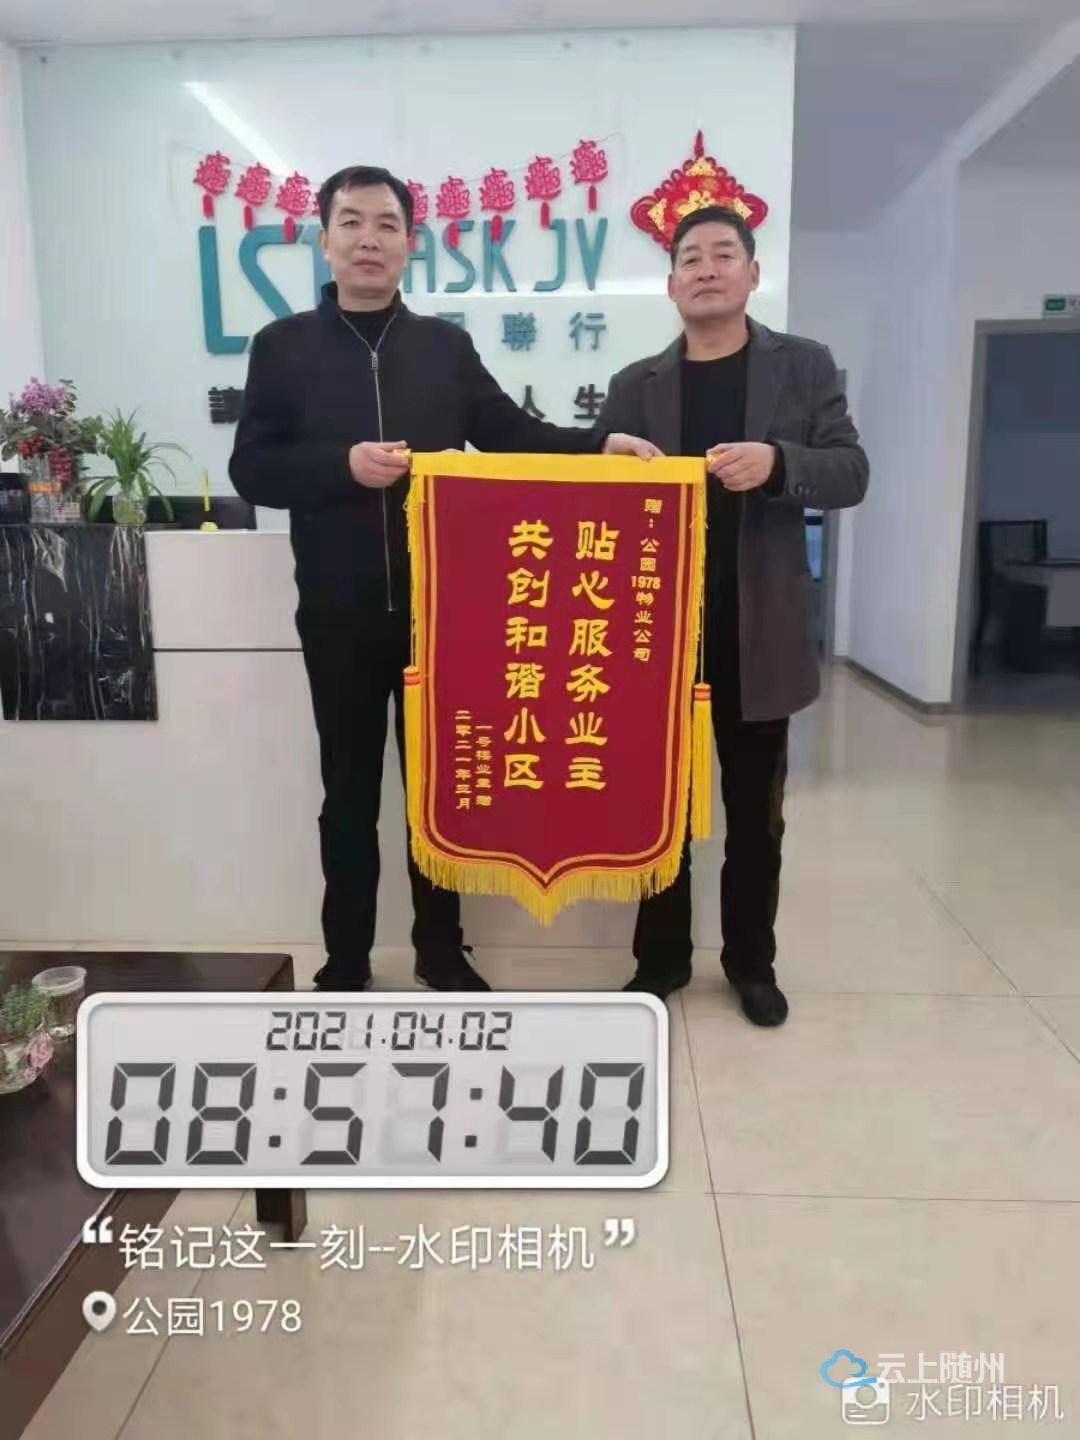 ASK JV
聯行
人生
赠：公园1978物业公司
贴心服务业主
共创和谐小区
一号楼业主赠
二零二一年三月
2021.04.02
08:57:40
“铭记这一刻--水印相机”
公园1978
云上随州
水印相机